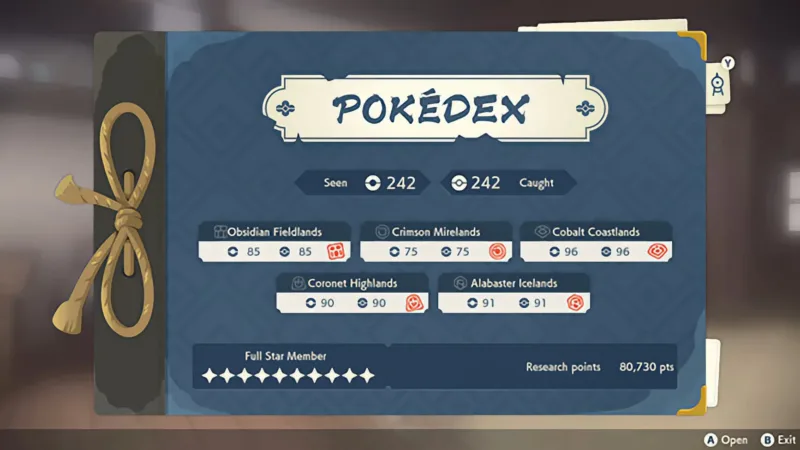 Y
POKÉDEX
Seen 242 242 Caught
Obsidian Fieldlands Crimson Mirelands Cobalt Coastlands
85 85 75 75 96 96
Coronet Highlands Alabaster Icelands
90 90 91 91
Full Star Member
Research points 80,730 pts
A Open B Exit